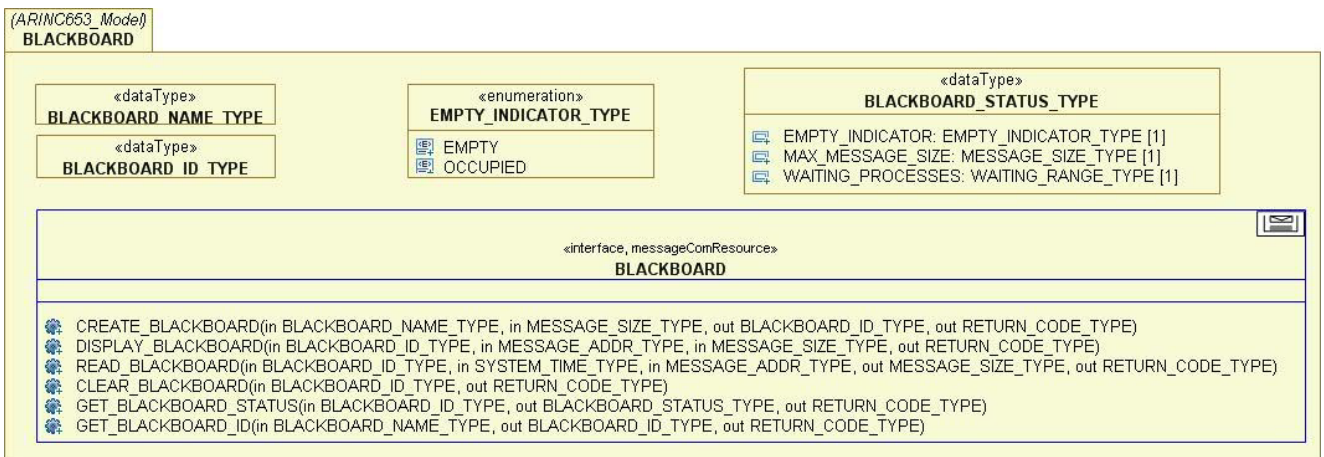 (ARINC653_Model)
BLACKBOARD
«dataType»
BLACKBOARD_NAME_TYPE
«dataType»
BLACKBOARD_ID_TYPE
«enumeration»
EMPTY_INDICATOR_TYPE
EMPTY
OCCUPIED
«dataType»
BLACKBOARD_STATUS_TYPE
EMPTY_INDICATOR: EMPTY_INDICATOR_TYPE [1]
MAX_MESSAGE_SIZE: MESSAGE_SIZE_TYPE [1]
WAITING_PROCESSES: WAITING_RANGE_TYPE [1]
«interface, messageComResource»
BLACKBOARD
CREATE_BLACKBOARD(in BLACKBOARD_NAME_TYPE, in MESSAGE_SIZE_TYPE, out BLACKBOARD_ID_TYPE, out RETURN_CODE_TYPE)
DISPLAY_BLACKBOARD(in BLACKBOARD_ID_TYPE, in MESSAGE_ADDR_TYPE, in MESSAGE_SIZE_TYPE, out RETURN_CODE_TYPE)
READ_BLACKBOARD(in BLACKBOARD_ID_TYPE, in SYSTEM_TIME_TYPE, in MESSAGE_ADDR_TYPE, out MESSAGE_SIZE_TYPE, out RETURN_CODE_TYPE)
CLEAR_BLACKBOARD(in BLACKBOARD_ID_TYPE, out RETURN_CODE_TYPE)
GET_BLACKBOARD_STATUS(in BLACKBOARD_ID_TYPE, out BLACKBOARD_STATUS_TYPE, out RETURN_CODE_TYPE)
GET_BLACKBOARD_ID(in BLACKBOARD_NAME_TYPE, out BLACKBOARD_ID_TYPE, out RETURN_CODE_TYPE)